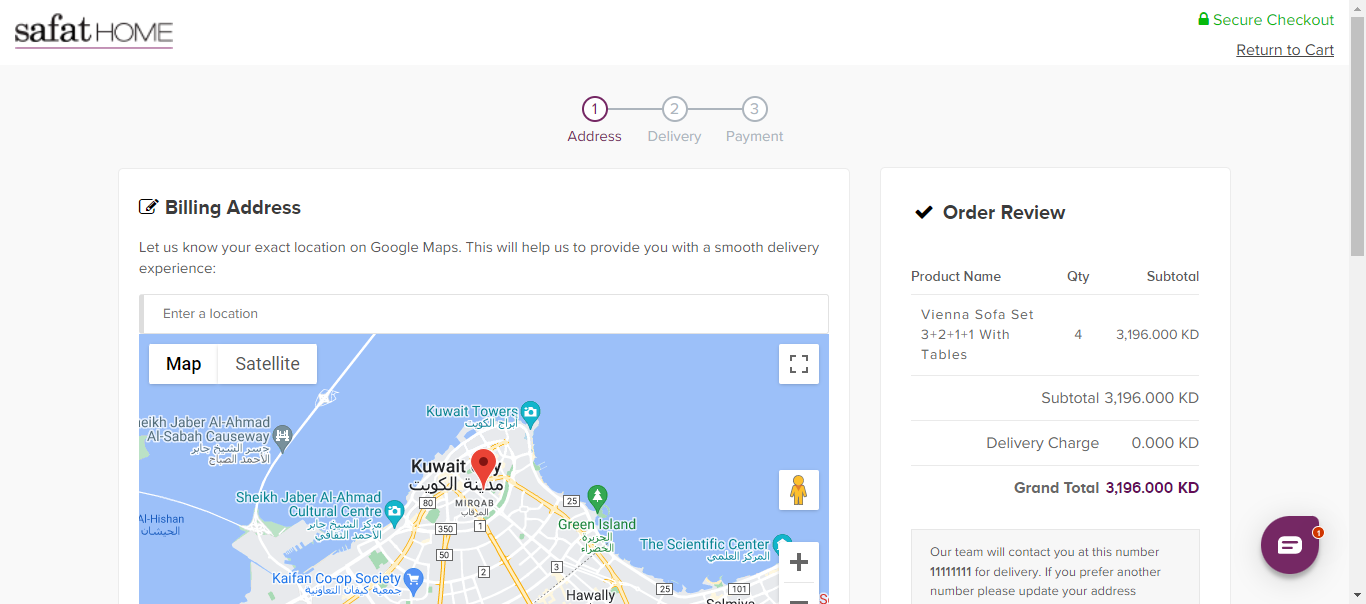 safat HOME
Secure Checkout
Return to Cart
1
2
3
Address
Delivery
Payment
Billing Address
Let us know your exact location on Google Maps. This will help us to provide you with a smooth delivery
experience:
Enter a location
Map
Satellite
Kuwait Towers
أبراج الكويت
eikh Jaber Al-Ahmad
Al-Sabah Causeway
جسر الشيخ جابر
الأحمد الصباح
Kuwait
مدينة الكويت
MIRQAB
المرقاب
80
25
Sheikh Jaber Al-Ahmad
Cultural Centre
مركز الشيخ جابر
الأحمد الثقافي
Al-Hishan
الحيشان
350
1
Green Island
الجزيرة
الخضراء
The Scientific Center
المركز العلمي
50
2
3
Kaifan Co-op Society
جمعية كيفان التعاونية
25
101
Hawally
Salmiya
Order Review
Product Name
Qty
Subtotal
Vienna Sofa Set
3+2+1+1 With
Tables
4
3,196.000 KD
Subtotal 3,196.000 KD
Delivery Charge 0.000 KD
Grand Total 3,196.000 KD
Our team will contact you at this number
11111111 for delivery. If you prefer another
number please update your address
1